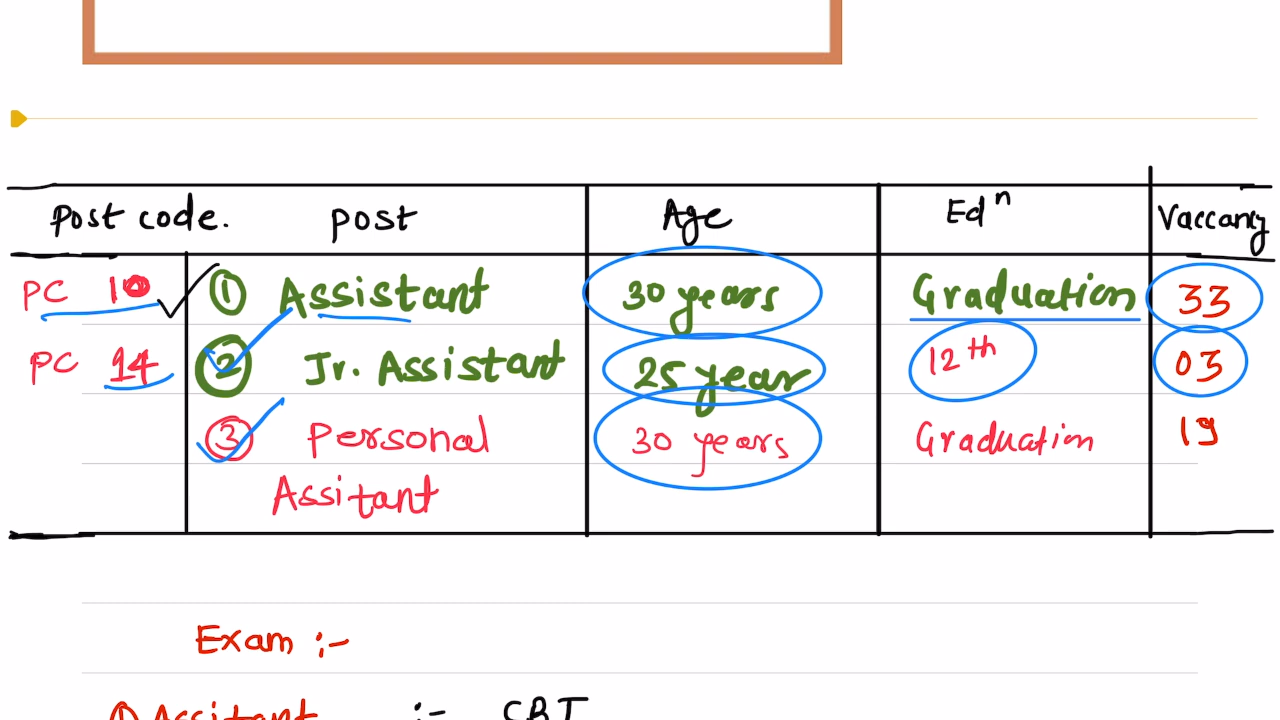 Post code. post Age Edⁿ Vaccancy
PC 10 ① Assistant 30 years Graduation 33
PC 14 ② Jr. Assistant 25 year 12th 03
③ Personal 30 years Graduation 19
Assitant
Exam :-
① Assitant :- CBT